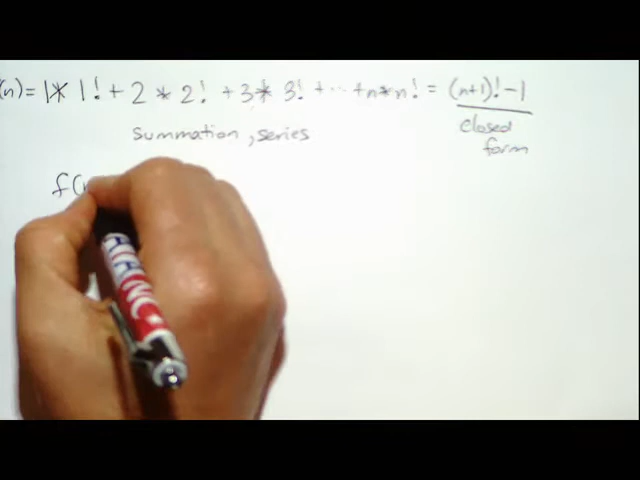 (n) = 1 * 1! + 2 * 2! + 3 * 3! + ... + n * n! = (n+1)! - 1
summation, series
closed
form
f(